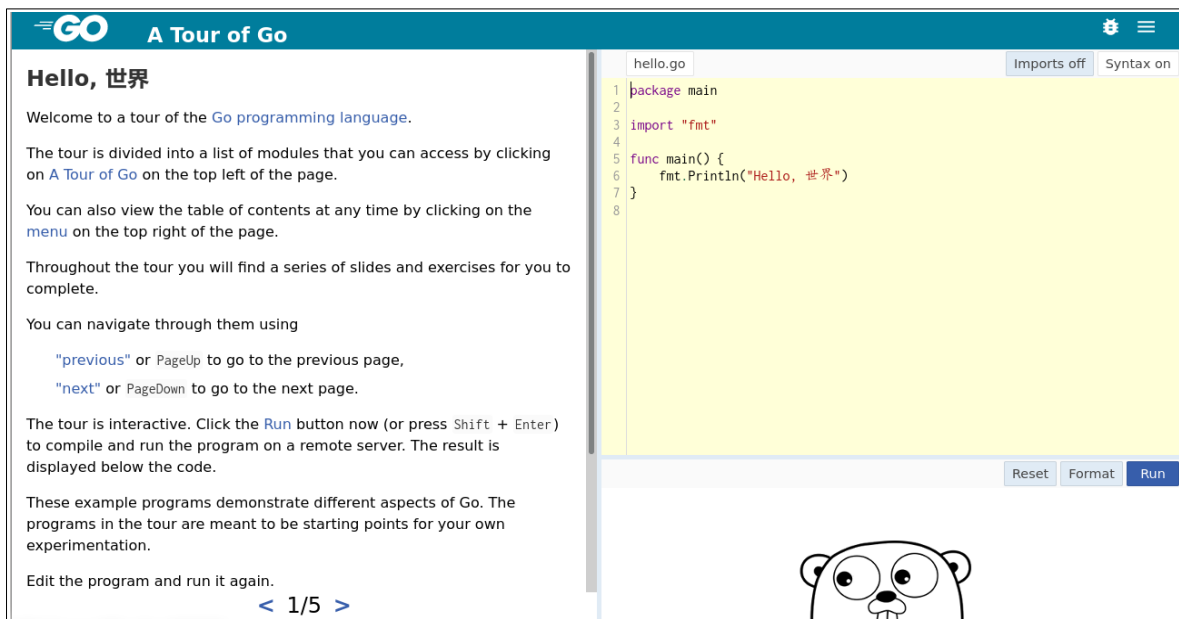 GO A Tour of Go
Hello, 世界
Welcome to a tour of the Go programming language.
The tour is divided into a list of modules that you can access by clicking
on A Tour of Go on the top left of the page.
You can also view the table of contents at any time by clicking on the
menu on the top right of the page.
Throughout the tour you will find a series of slides and exercises for you to
complete.
You can navigate through them using
"previous" or PageUp to go to the previous page,
"next" or PageDown to go to the next page.
The tour is interactive. Click the Run button now (or press Shift + Enter)
to compile and run the program on a remote server. The result is
displayed below the code.
These example programs demonstrate different aspects of Go. The
programs in the tour are meant to be starting points for your own
experimentation.
Edit the program and run it again.
< 1/5 >
hello.go Imports off Syntax on
1 package main
2
3 import "fmt"
4
5 func main() {
6     fmt.Println("Hello, 世界")
7 }
8
Reset Format Run